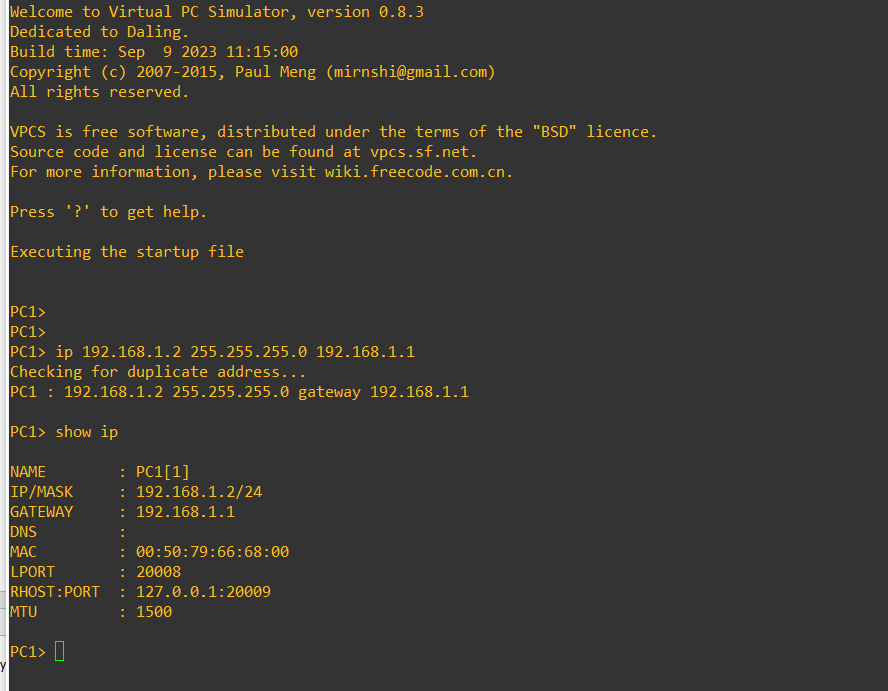 Welcome to Virtual PC Simulator, version 0.8.3
Dedicated to Daling.
Build time: Sep  9 2023 11:15:00
Copyright (c) 2007-2015, Paul Meng (mirnshi@gmail.com)
All rights reserved.
VPCS is free software, distributed under the terms of the "BSD" licence.
Source code and license can be found at vpcs.sf.net.
For more information, please visit wiki.freecode.com.cn.
Press '?' to get help.
Executing the startup file
PC1>
PC1>
PC1> ip 192.168.1.2 255.255.255.0 192.168.1.1
Checking for duplicate address...
PC1 : 192.168.1.2 255.255.255.0 gateway 192.168.1.1
PC1> show ip
NAME        : PC1[1]
IP/MASK     : 192.168.1.2/24
GATEWAY     : 192.168.1.1
DNS         :
MAC         : 00:50:79:66:68:00
LPORT       : 20008
RHOST:PORT  : 127.0.0.1:20009
MTU         : 1500
PC1>
y